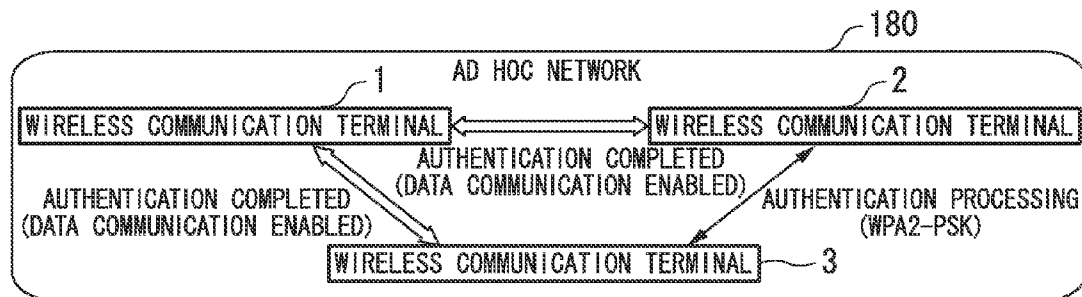 180
AD HOC NETWORK
1
2
WIRELESS COMMUNICATION TERMINAL
WIRELESS COMMUNICATION TERMINAL
AUTHENTICATION COMPLETED
(DATA COMMUNICATION ENABLED)
AUTHENTICATION COMPLETED
(DATA COMMUNICATION ENABLED)
AUTHENTICATION PROCESSING
(WPA2-PSK)
WIRELESS COMMUNICATION TERMINAL
3